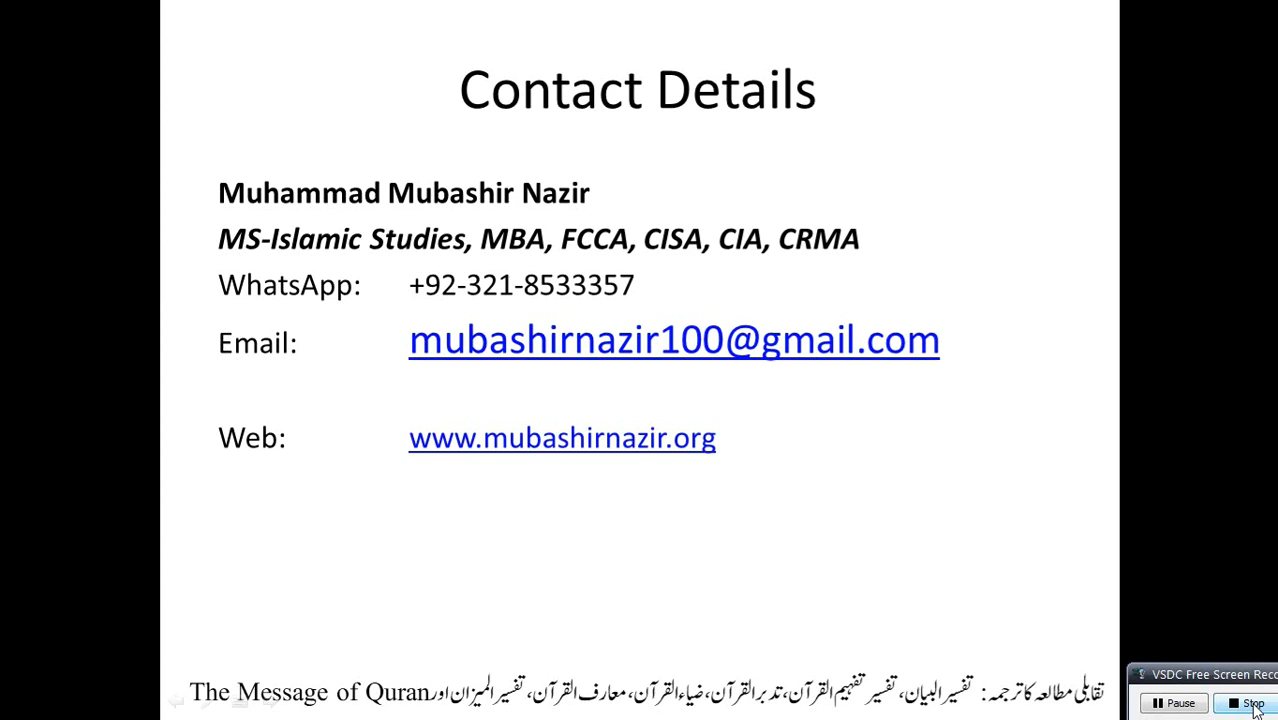 Contact Details
Muhammad Mubashir Nazir
MS-Islamic Studies, MBA, FCCA, CISA, CIA, CRMA
WhatsApp: +92-321-8533357
Email: mubashirnazir100@gmail.com
Web: www.mubashirnazir.org
تقابلی مطالعہ کا ترجمہ: تفسیر البیان، تفسیر تفہیم القرآن، تدبر القرآن، ضیاء القرآن، معارف القرآن، تفسیر المیزان اور The Message of Quran
VSDC Free Screen Reco
Pause Stop